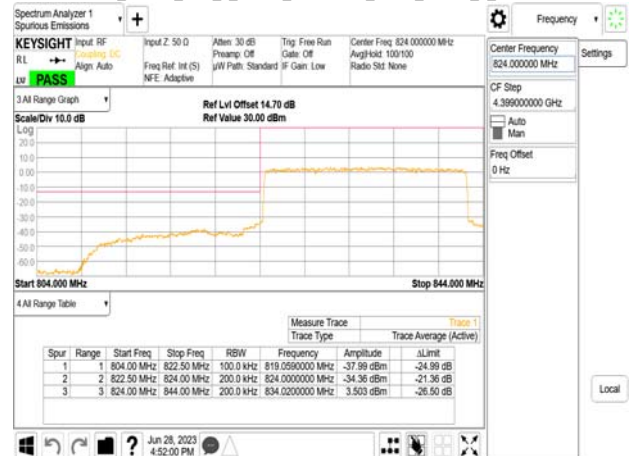 Spectrum Analyzer 1
Spurious Emissions
Frequency
KEYSIGHT Input: RF Input Z: 50 Ω Atten: 30 dB Trig: Free Run Center Freq: 824.000000 MHz
RL Coupling: DC Preamp: Off Gate: Off Avg|Hold: 100/100
Align: Auto Freq Ref: Int (S) µW Path: Standard IF Gain: Low Radio Std: None
NFE: Adaptive
LU PASS
Center Frequency
824.000000 MHz
Settings
CF Step
4.399000000 GHz
Auto
Man
Freq Offset
0 Hz
3 All Range Graph
Ref Lvl Offset 14.70 dB
Scale/Div 10.0 dB Ref Value 30.00 dBm
Log
20.0
10.0
0.00
-10.0
-20.0
-30.0
-40.0
-50.0
-60.0
Start 804.000 MHz Stop 844.000 MHz
4 All Range Table
Measure Trace Trace 1
Trace Type Trace Average (Active)
Spur Range Start Freq Stop Freq RBW Frequency Amplitude ΔLimit
1 1 804.00 MHz 822.50 MHz 100.0 kHz 819.0590000 MHz -37.99 dBm -24.99 dB
2 2 822.50 MHz 824.00 MHz 200.0 kHz 824.0000000 MHz -34.36 dBm -21.36 dB
3 3 824.00 MHz 844.00 MHz 200.0 kHz 834.0200000 MHz 3.503 dBm -26.50 dB
Local
Jun 28, 2023
4:52:00 PM